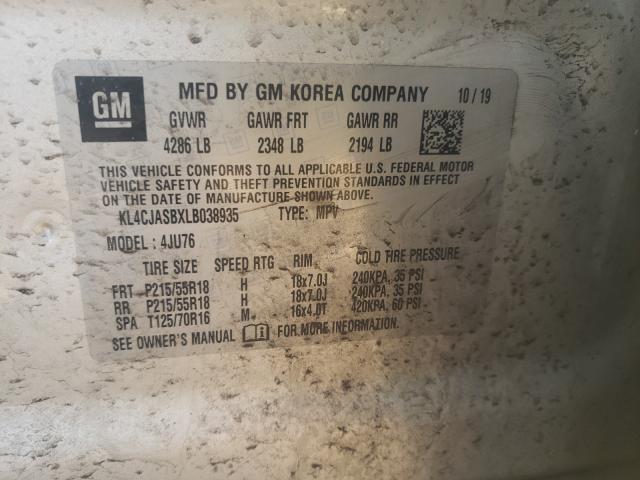 GM
MFD BY GM KOREA COMPANY 10 / 19
GVWR GAWR FRT GAWR RR
4286 LB 2348 LB 2194 LB
THIS VEHICLE CONFORMS TO ALL APPLICABLE U.S. FEDERAL MOTOR
VEHICLE SAFETY AND THEFT PREVENTION STANDARDS IN EFFECT
ON THE DATE OF MANUFACTURE SHOWN ABOVE.
KL4CJASBXLB038935 TYPE: MPV
MODEL : 4JU76
TIRE SIZE SPEED RTG RIM COLD TIRE PRESSURE
FRT P215/55R18 H 18x7.0J 240KPA, 35 PSI
RR P215/55R18 H 18x7.0J 240KPA, 35 PSI
SPA T125/70R16 M 16x4.0T 420KPA, 60 PSI
SEE OWNER'S MANUAL FOR MORE INFORMATION.